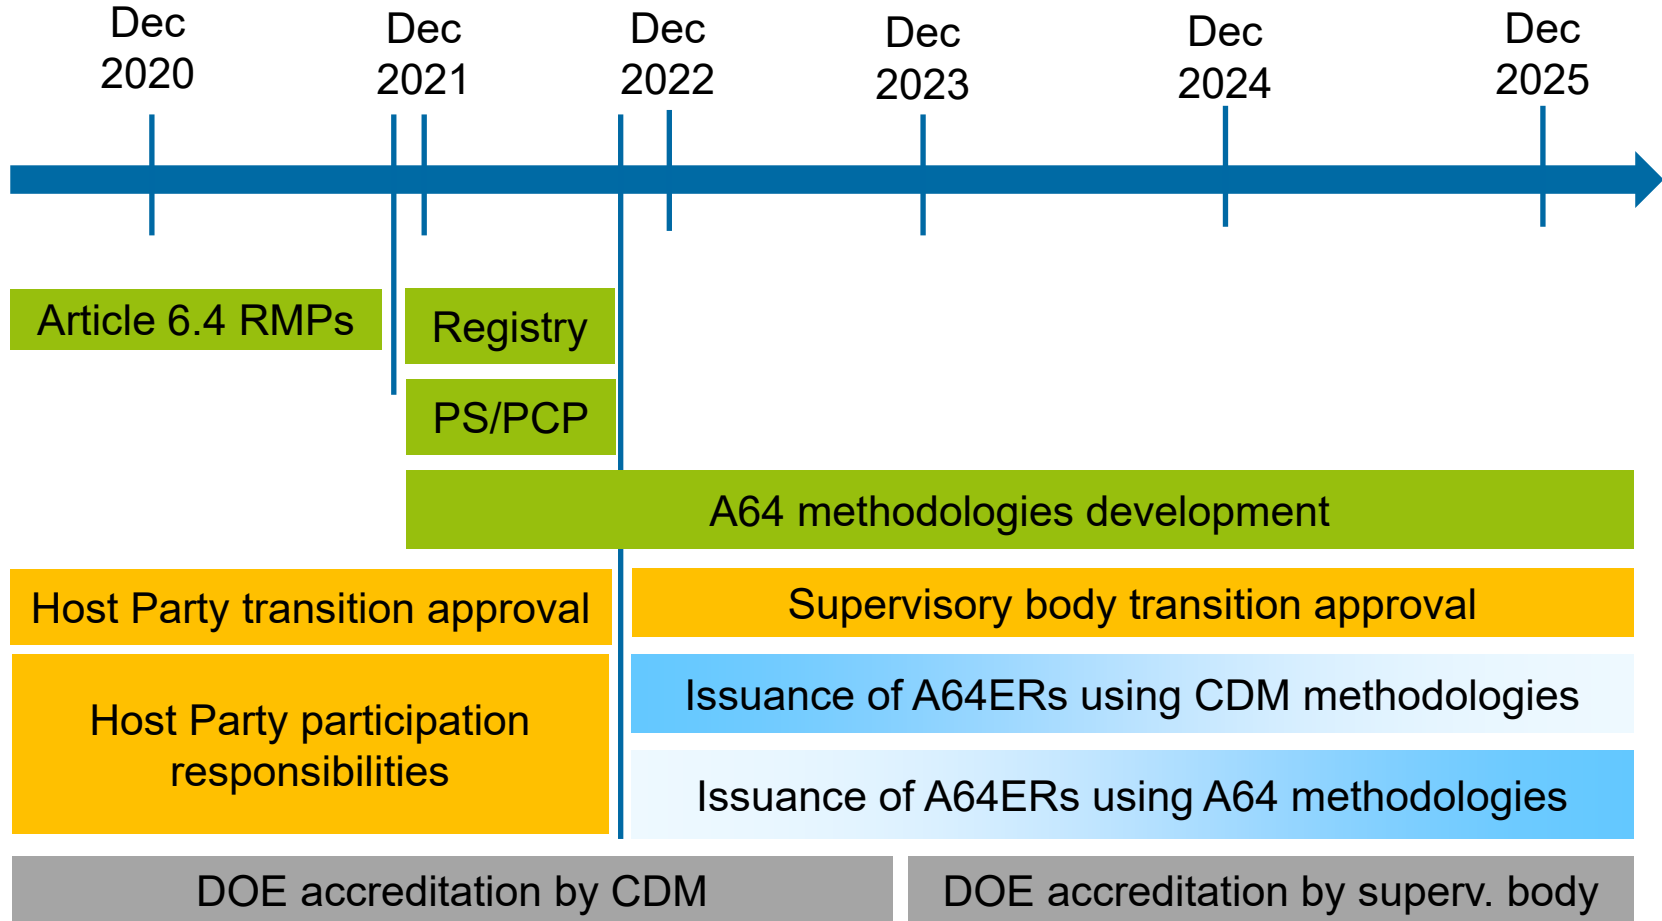 Dec
2020
Dec
2021
Dec
2022
Dec
2023
Dec
2024
Dec
2025
Article 6.4 RMPs
Registry
PS/PCP
A64 methodologies development
Host Party transition approval
Supervisory body transition approval
Host Party participation
responsibilities
Issuance of A64ERs using CDM methodologies
Issuance of A64ERs using A64 methodologies
DOE accreditation by CDM
DOE accreditation by superv. body